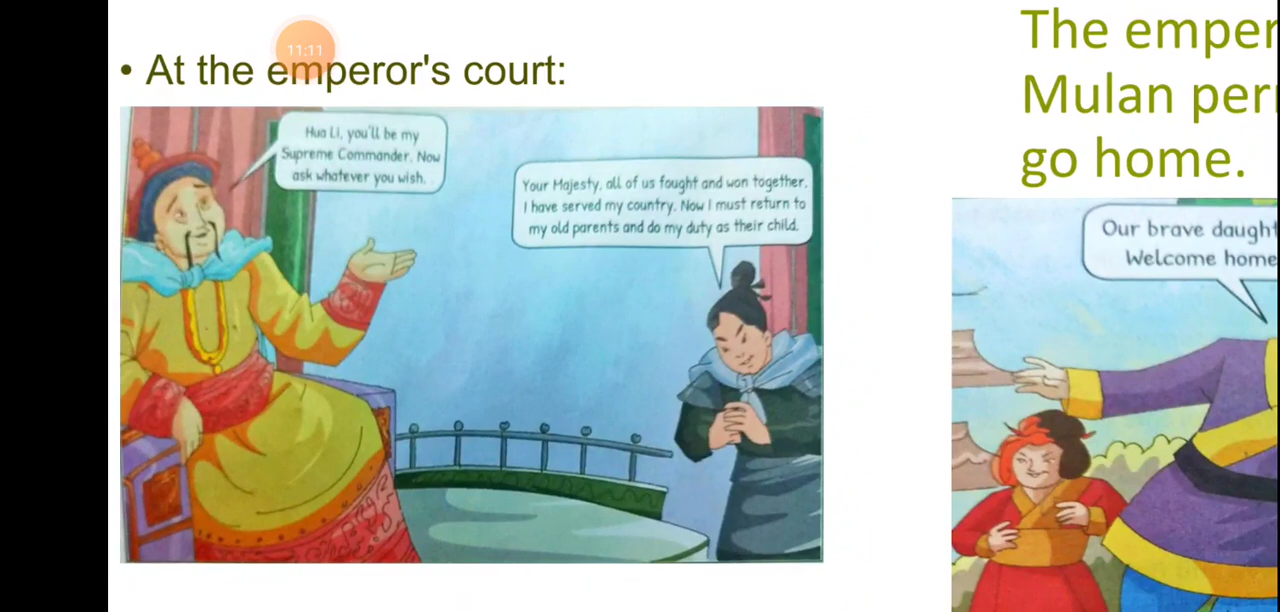 11:11
• At the emperor's court:
Hua Li, you'll be my
Supreme Commander. Now
ask whatever you wish.
Your Majesty, all of us fought and won together.
I have served my country. Now I must return to
my old parents and do my duty as their child.
The emper
Mulan per
go home.
Our brave daught
Welcome home